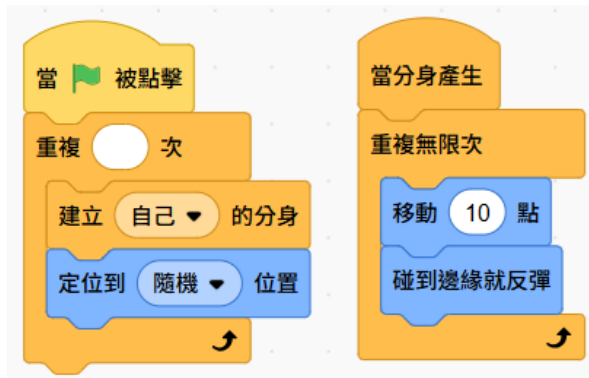 當 被點擊
重複 次
建立 自己 的分身
定位到 隨機 位置
當分身產生
重複無限次
移動 10 點
碰到邊緣就反彈